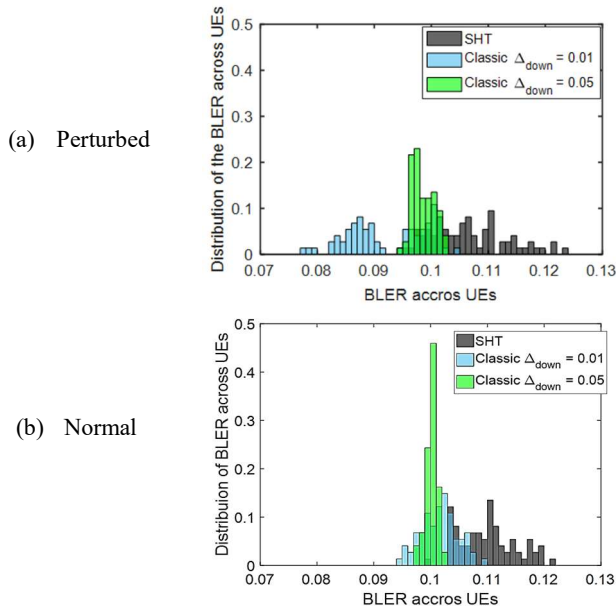 (a) Perturbed
Distribution of the BLER across UEs
0.5
0.4
0.3
0.2
0.1
0
SHT
Classic Δdown = 0.01
Classic Δdown = 0.05
0.07 0.08 0.09 0.1 0.11 0.12 0.13
BLER accros UEs
(b) Normal
Distribuion of BLER across UEs
0.5
0.4
0.3
0.2
0.1
0
SHT
Classic Δdown = 0.01
Classic Δdown = 0.05
0.07 0.08 0.09 0.1 0.11 0.12 0.13
BLER accros UEs